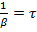 1/β = τ